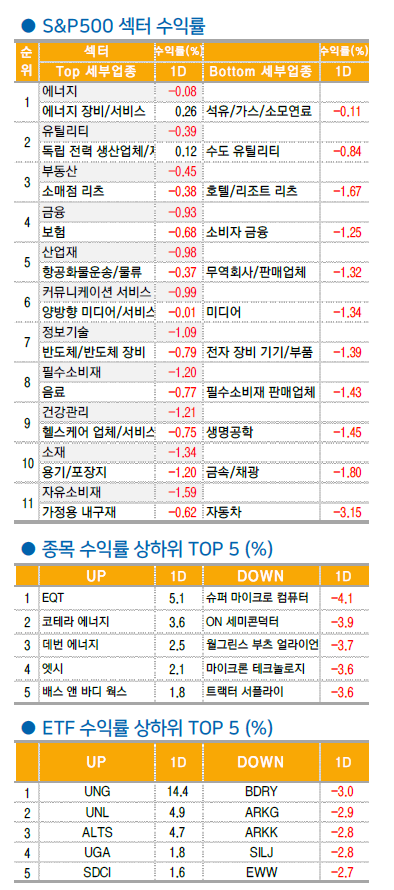 ● S&P500 섹터 수익률
순위 섹터 수익률(%) 수익률(%)
Top 세부업종 1D Bottom 세부업종 1D
1 에너지 -0.08
에너지 장비/서비스 0.26 석유/가스/소모연료 -0.11
2 유틸리티 -0.39
독립 전력 생산업체/ 0.12 수도 유틸리티 -0.84
3 부동산 -0.45
소매점 리츠 -0.38 호텔/리조트 리츠 -1.67
4 금융 -0.93
보험 -0.68 소비자 금융 -1.25
5 산업재 -0.98
항공화물운송/물류 -0.37 무역회사/판매업체 -1.32
6 커뮤니케이션 서비스 -0.99
양방향 미디어/서비스 -0.01 미디어 -1.34
7 정보기술 -1.09
반도체/반도체 장비 -0.79 전자 장비 기기/부품 -1.39
8 필수소비재 -1.20
음료 -0.77 필수소비재 판매업체 -1.43
9 건강관리 -1.21
헬스케어 업체/서비스 -0.75 생명공학 -1.45
10 소재 -1.34
용기/포장지 -1.20 금속/채광 -1.80
11 자유소비재 -1.59
가정용 내구재 -0.62 자동차 -3.15
● 종목 수익률 상하위 TOP 5 (%)
UP 1D DOWN 1D
1 EQT 5.1 슈퍼 마이크로 컴퓨터 -4.1
2 코테라 에너지 3.6 ON 세미콘덕터 -3.9
3 데번 에너지 2.5 월그린스 부츠 얼라이언 -3.7
4 엣시 2.1 마이크론 테크놀로지 -3.6
5 배스 앤 바디 웍스 1.8 트랙터 서플라이 -3.6
● ETF 수익률 상하위 TOP 5 (%)
UP 1D DOWN 1D
1 UNG 14.4 BDRY -3.0
2 UNL 4.9 ARKG -2.9
3 ALTS 4.7 ARKK -2.8
4 UGA 1.8 SILJ -2.8
5 SDCI 1.6 EWW -2.7